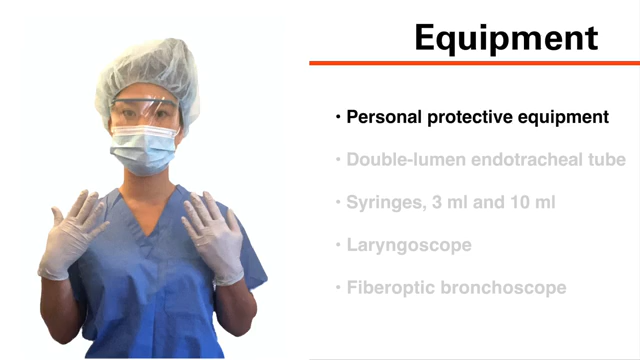 Equipment
• Personal protective equipment
• Double-lumen endotracheal tube
• Syringes, 3 ml and 10 ml
• Laryngoscope
• Fiberoptic bronchoscope